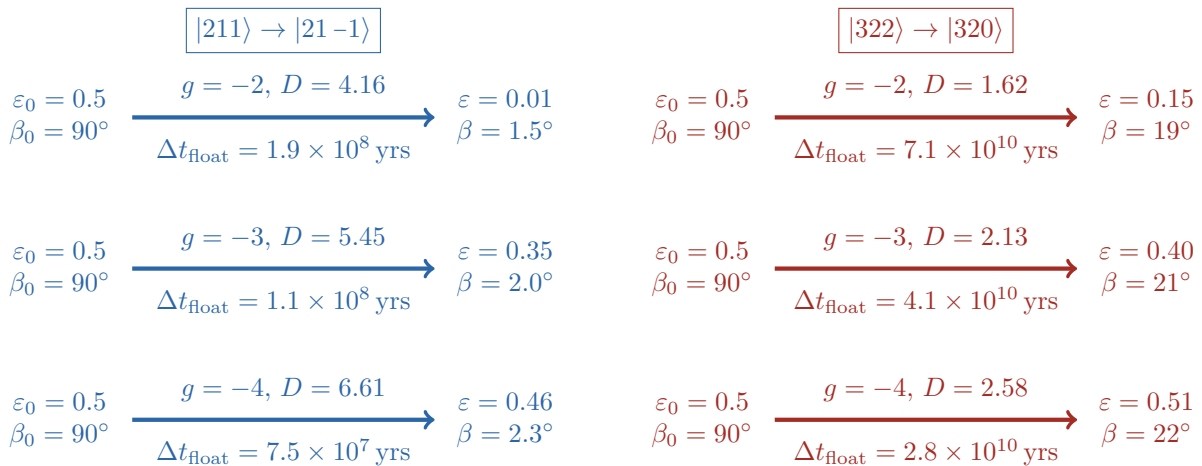 |211⟩ → |21 −1⟩
ε₀ = 0.5
β₀ = 90°
g = −2, D = 4.16
Δt_float = 1.9 × 10⁸ yrs
ε = 0.01
β = 1.5°
ε₀ = 0.5
β₀ = 90°
g = −3, D = 5.45
Δt_float = 1.1 × 10⁸ yrs
ε = 0.35
β = 2.0°
ε₀ = 0.5
β₀ = 90°
g = −4, D = 6.61
Δt_float = 7.5 × 10⁷ yrs
ε = 0.46
β = 2.3°
|322⟩ → |320⟩
ε₀ = 0.5
β₀ = 90°
g = −2, D = 1.62
Δt_float = 7.1 × 10¹⁰ yrs
ε = 0.15
β = 19°
ε₀ = 0.5
β₀ = 90°
g = −3, D = 2.13
Δt_float = 4.1 × 10¹⁰ yrs
ε = 0.40
β = 21°
ε₀ = 0.5
β₀ = 90°
g = −4, D = 2.58
Δt_float = 2.8 × 10¹⁰ yrs
ε = 0.51
β = 22°